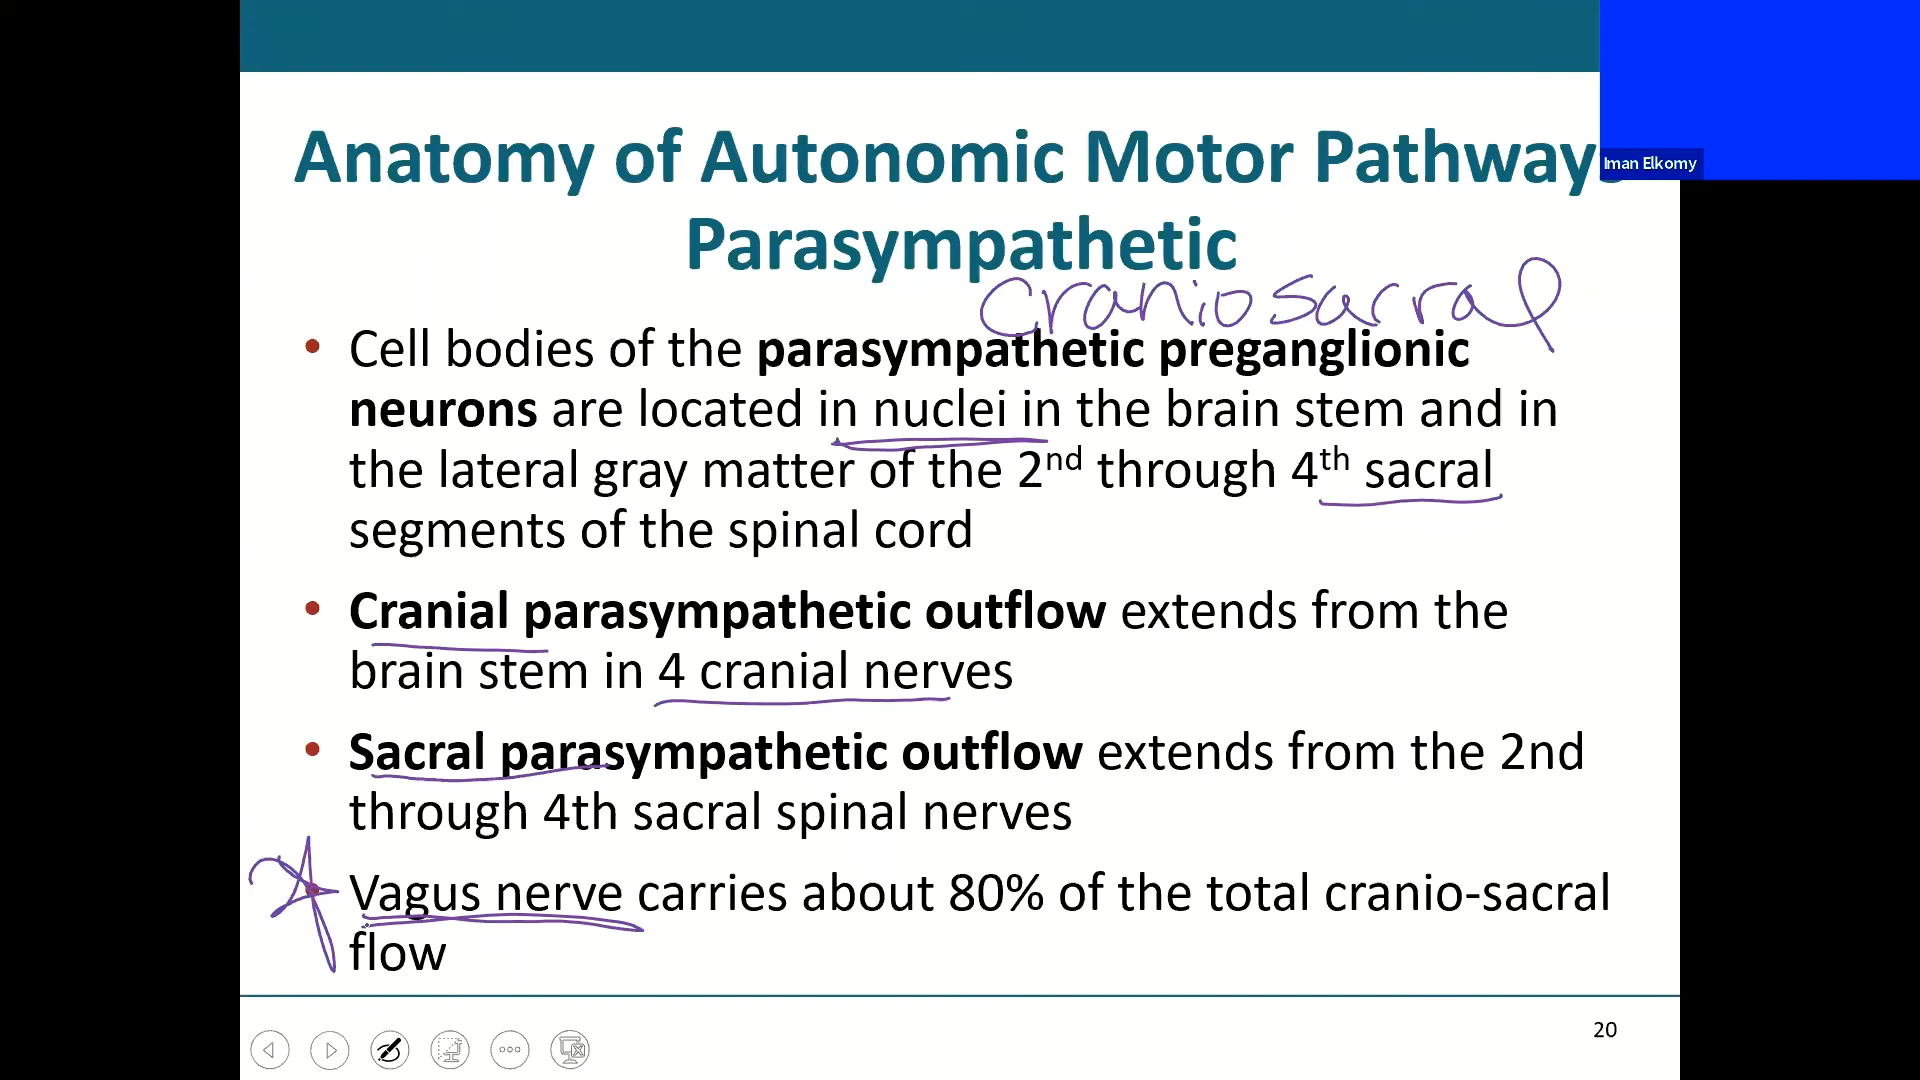 Anatomy of Autonomic Motor Pathways
Iman Elkomy
Parasympathetic
Craniosacral
• Cell bodies of the parasympathetic preganglionic
neurons are located in nuclei in the brain stem and in
the lateral gray matter of the 2nd through 4th sacral
segments of the spinal cord
• Cranial parasympathetic outflow extends from the
brain stem in 4 cranial nerves
• Sacral parasympathetic outflow extends from the 2nd
through 4th sacral spinal nerves
• Vagus nerve carries about 80% of the total cranio-sacral
flow
20